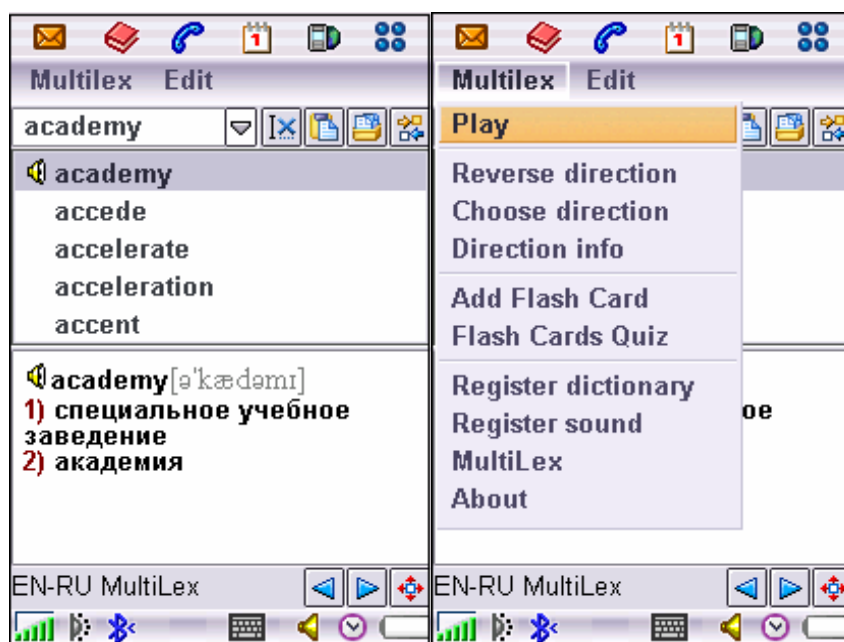 1
Multilex Edit
academy
academy
accede
accelerate
acceleration
accent
academy[ə'kædəmɪ]
1) специальное учебное
заведение
2) академия
EN-RU MultiLex
1
Multilex Edit
Play
Reverse direction
Choose direction
Direction info
Add Flash Card
Flash Cards Quiz
Register dictionary
Register sound
MultiLex
About
ое
EN-RU MultiLex